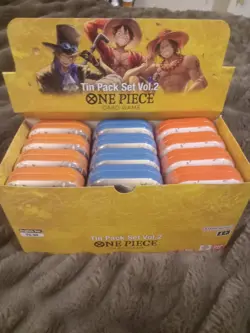 Tin Pack Set Vol.2
ONE PIECE
CARD GAME
Tin Pack Set Vol.2
ONE PIECE
CARD GAME